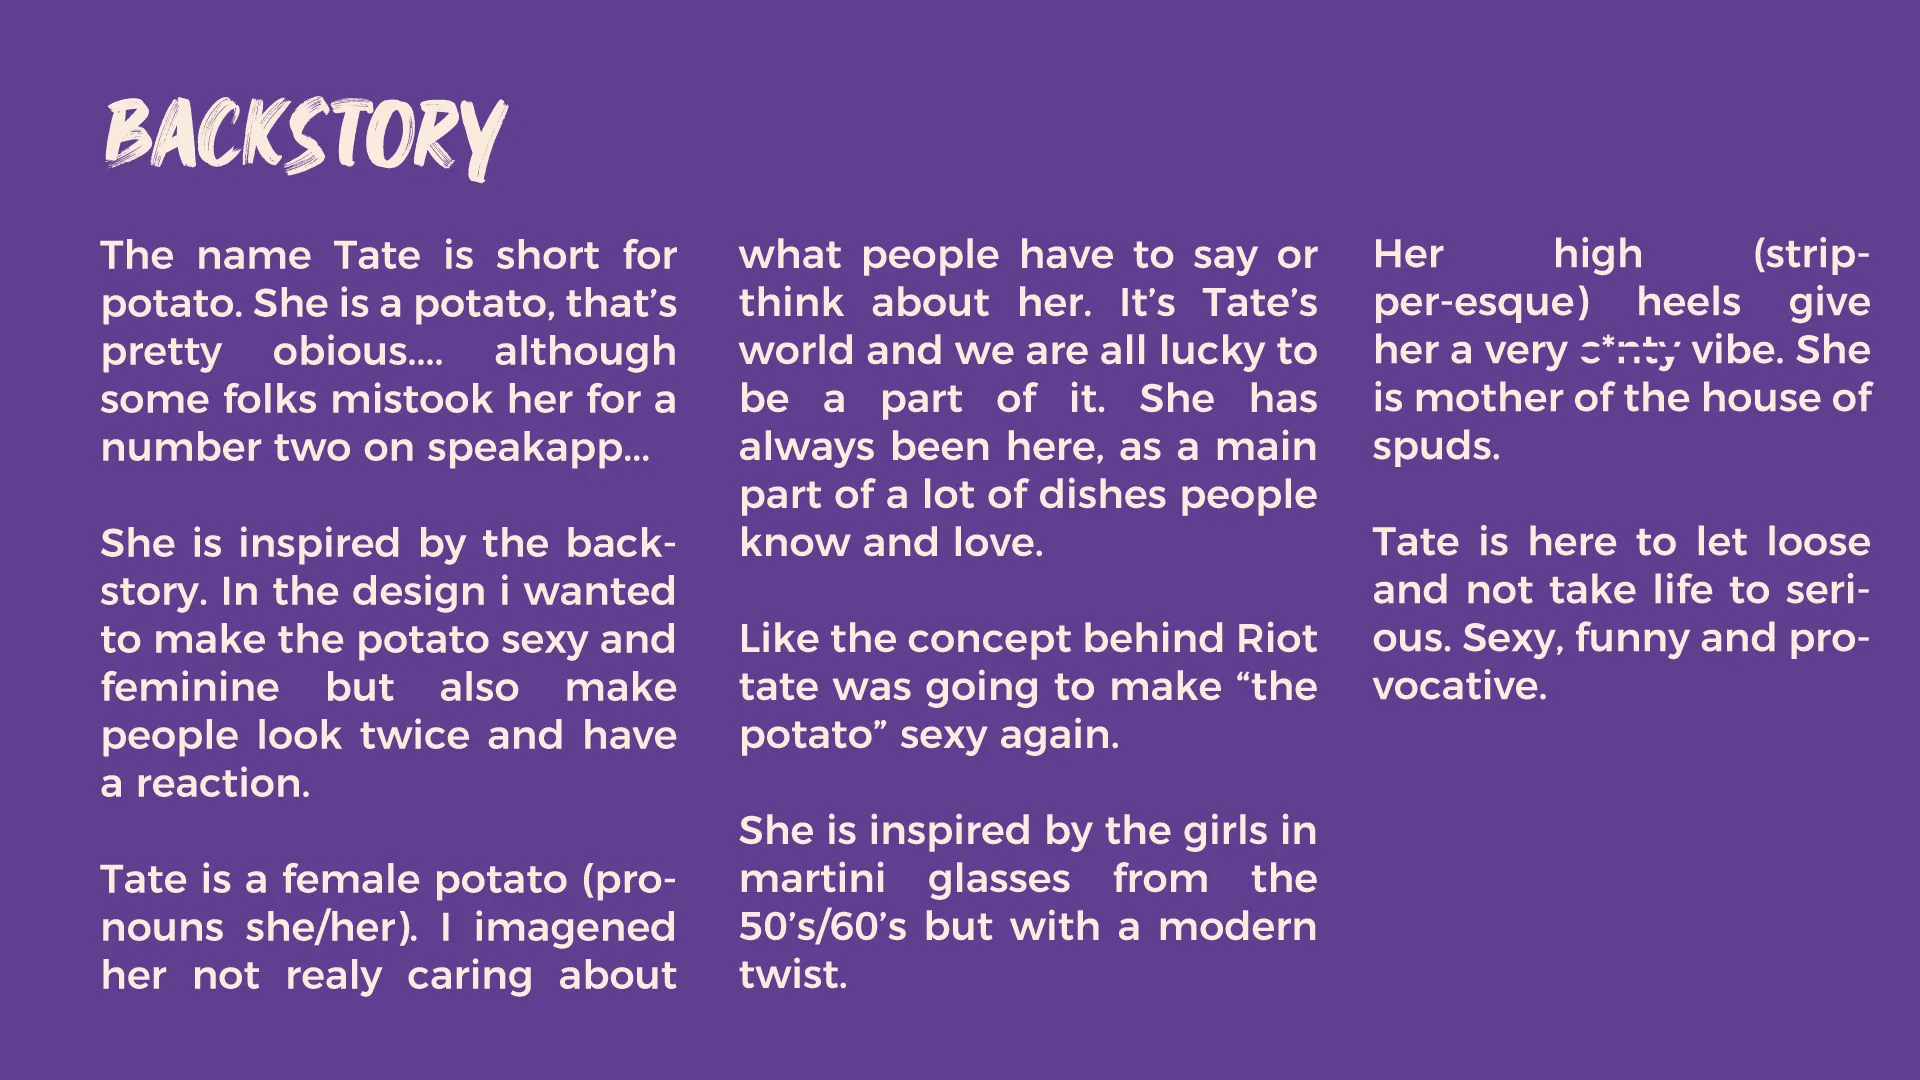 BACKSTORY
The name Tate is short for
potato. She is a potato, that’s
pretty obious.... although
some folks mistook her for a
number two on speakapp...
She is inspired by the back-
story. In the design i wanted
to make the potato sexy and
feminine but also make
people look twice and have
a reaction.
Tate is a female potato (pro-
nouns she/her). I imagened
her not realy caring about
what people have to say or
think about her. It’s Tate’s
world and we are all lucky to
be a part of it. She has
always been here, as a main
part of a lot of dishes people
know and love.
Like the concept behind Riot
tate was going to make “the
potato” sexy again.
She is inspired by the girls in
martini glasses from the
50’s/60’s but with a modern
twist.
Her high (strip-
per-esque) heels give
her a very c*nty vibe. She
is mother of the house of
spuds.
Tate is here to let loose
and not take life to seri-
ous. Sexy, funny and pro-
vocative.